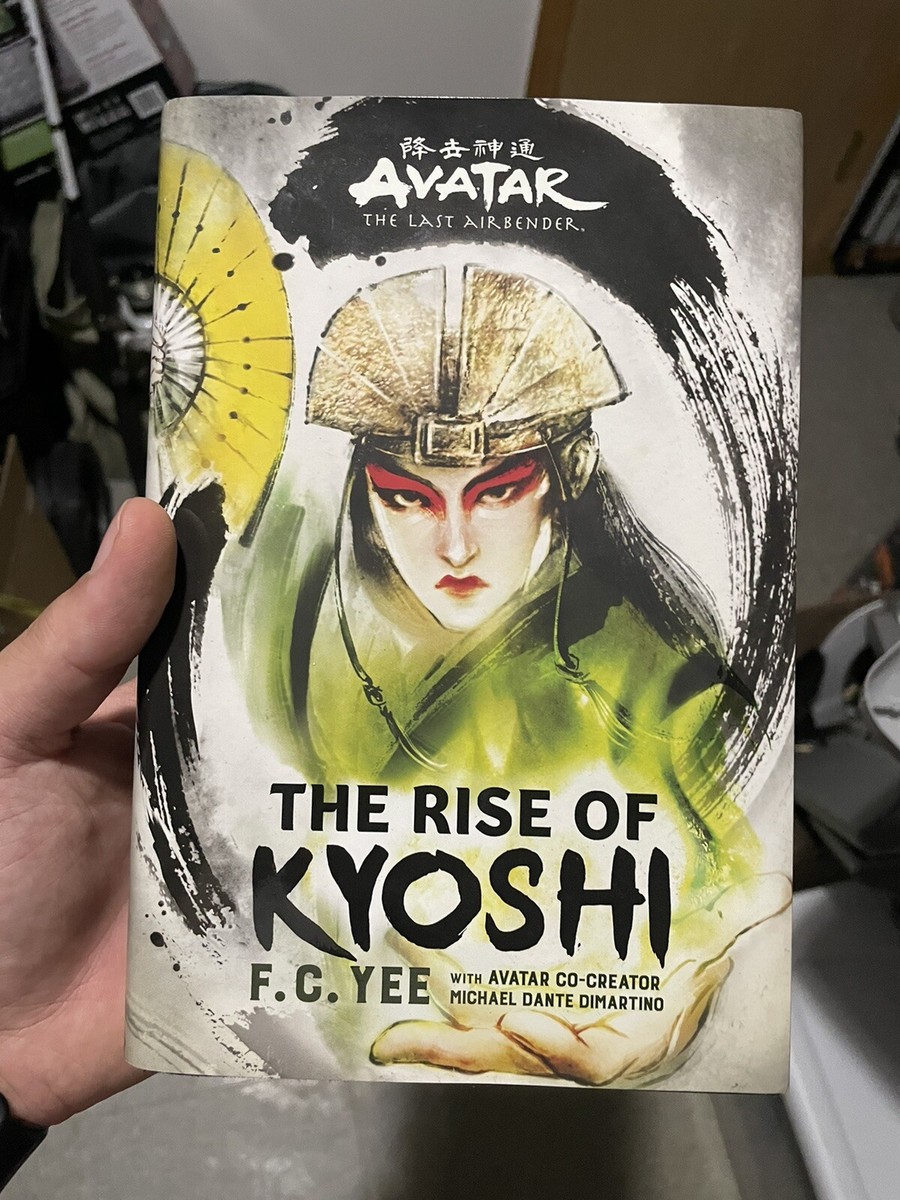 降去神通
AVATAR
THE LAST AIRBENDER
THE RISE OF
KYOSHI
F.C. YEE
WITH AVATAR CO-CREATOR
MICHAEL DANTE DIMARTINO